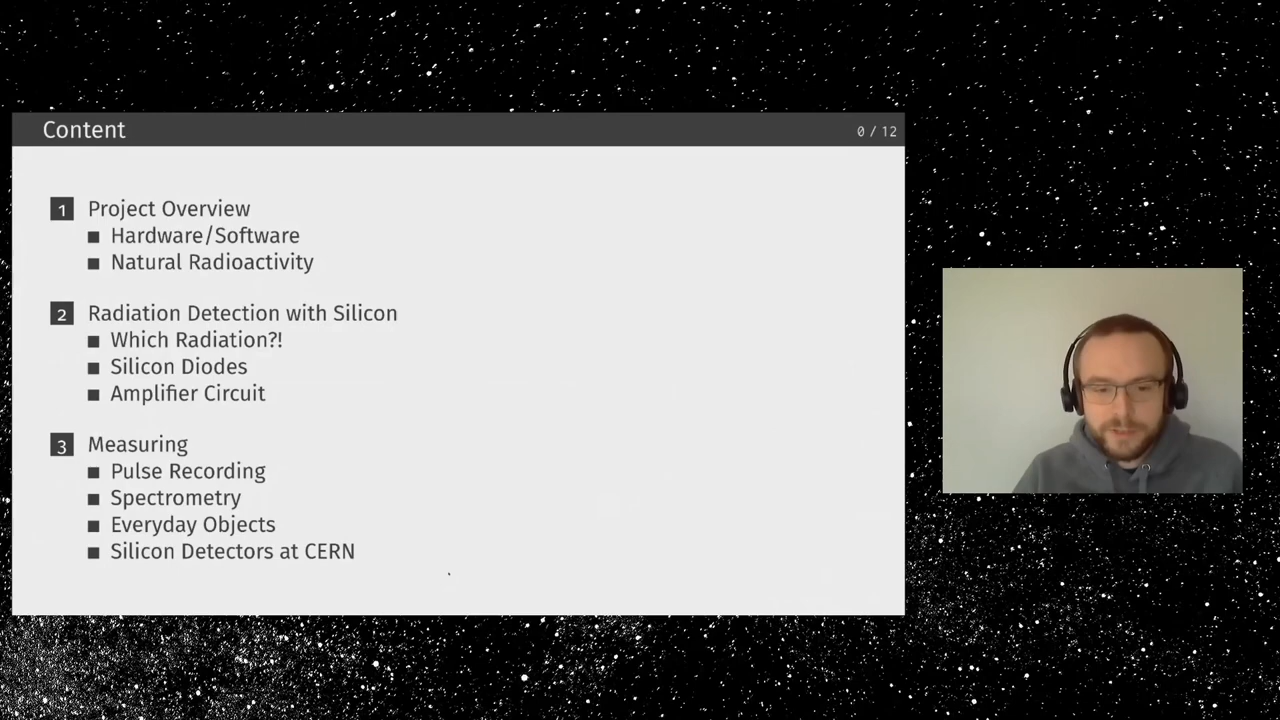 Content
0 / 12
1 Project Overview
■ Hardware/Software
■ Natural Radioactivity
2 Radiation Detection with Silicon
■ Which Radiation?!
■ Silicon Diodes
■ Amplifier Circuit
3 Measuring
■ Pulse Recording
■ Spectrometry
■ Everyday Objects
■ Silicon Detectors at CERN